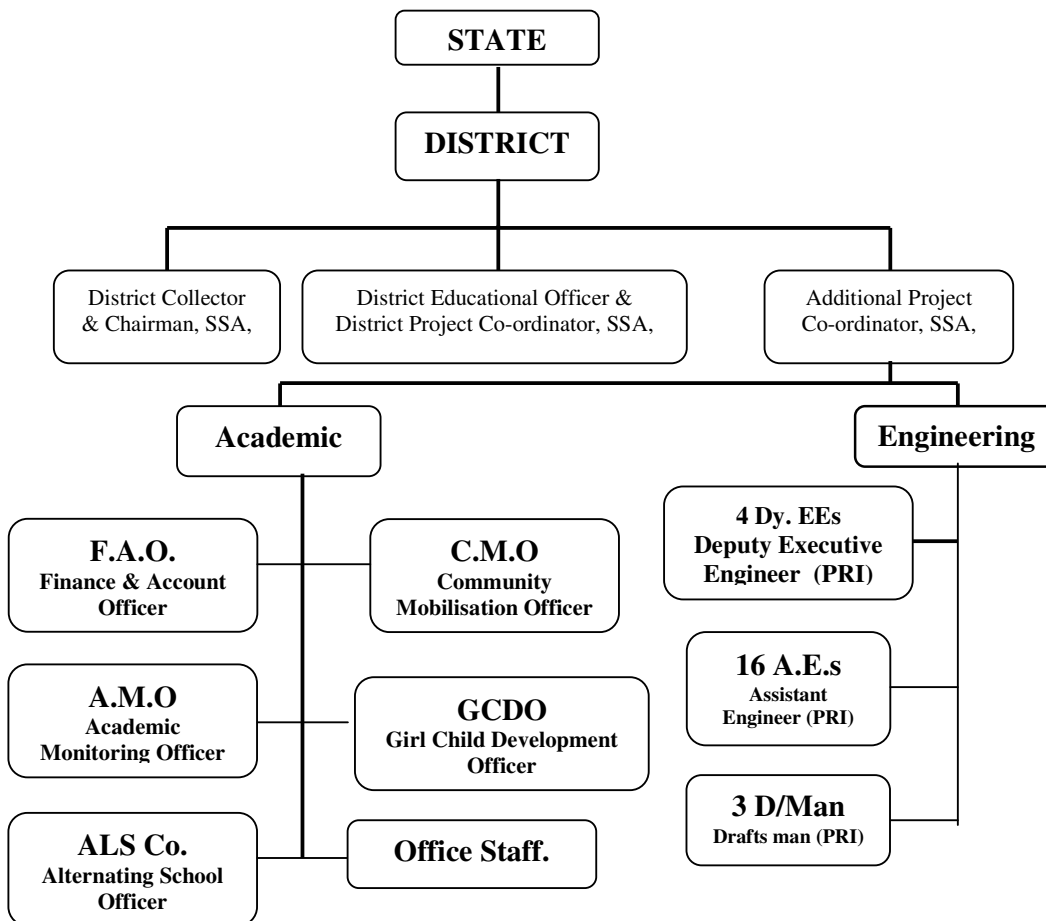 STATE
DISTRICT
District Collector
& Chairman, SSA,
District Educational Officer &
District Project Co-ordinator, SSA,
Additional Project
Co-ordinator, SSA,
Academic
Engineering
F.A.O.
Finance & Account
Officer
C.M.O
Community
Mobilisation Officer
4 Dy. EEs
Deputy Executive
Engineer (PRI)
A.M.O
Academic
Monitoring Officer
GCDO
Girl Child Development
Officer
16 A.E.s
Assistant
Engineer (PRI)
ALS Co.
Alternating School
Officer
Office Staff.
3 D/Man
Drafts man (PRI)